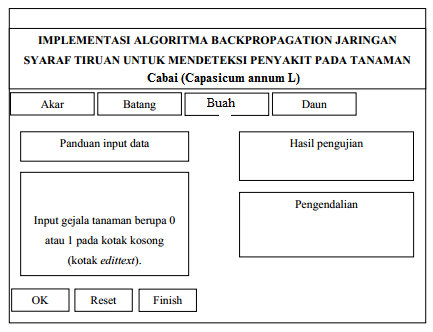 IMPLEMENTASI ALGORITMA BACKPROPAGATION JARINGAN
SYARAF TIRUAN UNTUK MENDETEKSI PENYAKIT PADA TANAMAN
Cabai (Capasicum annum L)
Akar
Batang
Buah
Daun
Panduan input data
Hasil pengujian
Input gejala tanaman berupa 0
atau 1 pada kotak kosong
(kotak edittext).
Pengendalian
OK
Reset
Finish